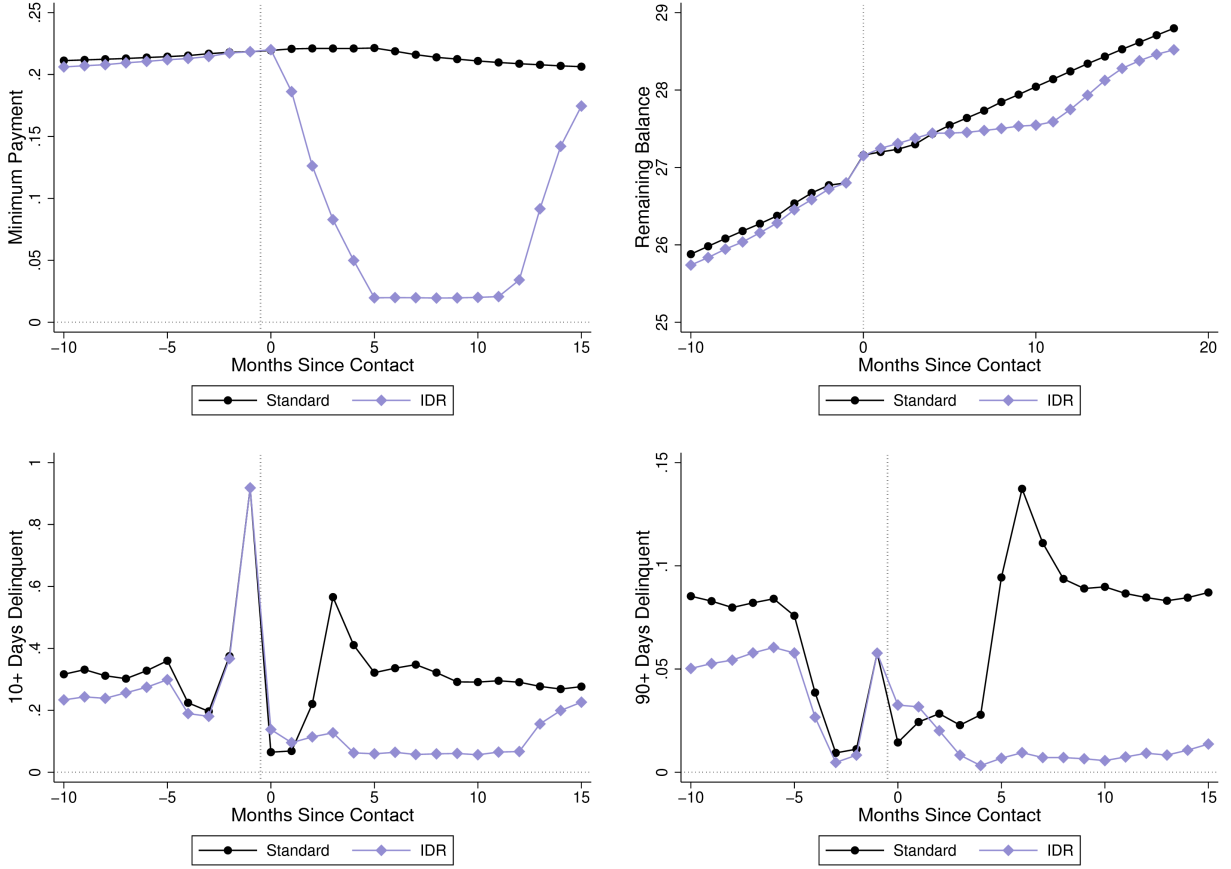 Minimum Payment
0 .05 .1 .15 .2 .25
−10 −5 0 5 10 15
Months Since Contact
Standard IDR
Remaining Balance
25 26 27 28 29
−10 0 10 20
Months Since Contact
Standard IDR
10+ Days Delinquent
0 .2 .4 .6 .8 1
−10 −5 0 5 10 15
Months Since Contact
Standard IDR
90+ Days Delinquent
0 .05 .1 .15
−10 −5 0 5 10 15
Months Since Contact
Standard IDR